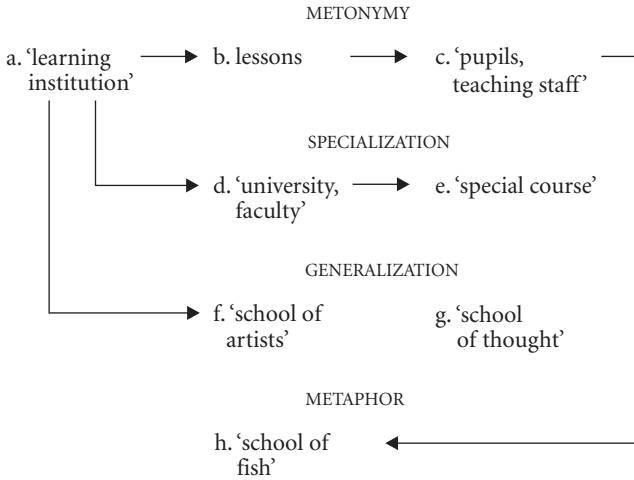 METONYMY
a. ‘learning
institution’
b. lessons
c. ‘pupils,
teaching staff’
SPECIALIZATION
d. ‘university,
faculty’
e. ‘special course’
GENERALIZATION
f. ‘school of
artists’
g. ‘school
of thought’
METAPHOR
h. ‘school of
fish’